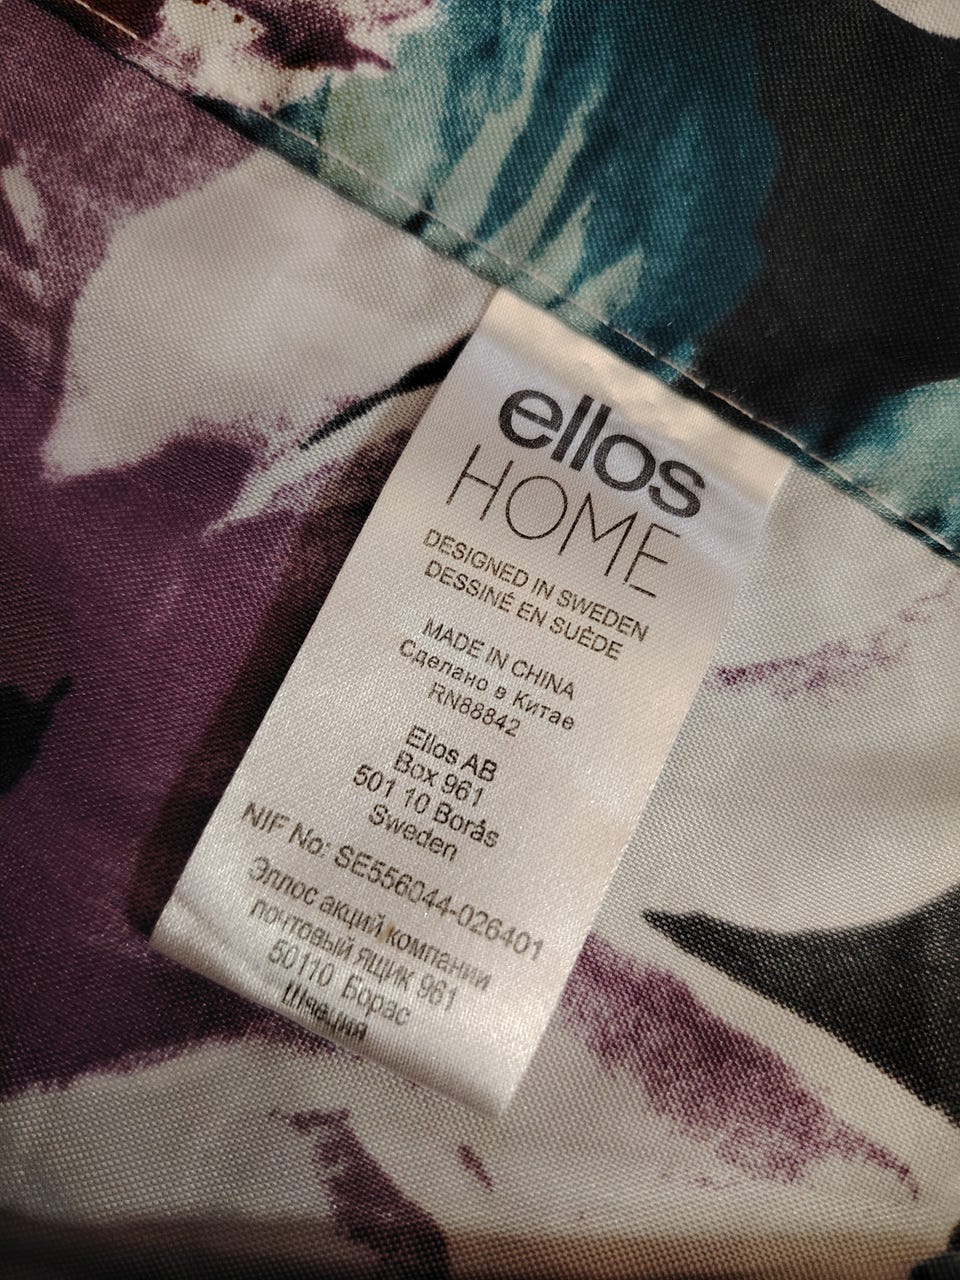 ellos
HOME
DESIGNED IN SWEDEN
DESSINÉ EN SUÈDE
MADE IN CHINA
Сделано в Китае
RN88842
Ellos AB
Box 961
501 10 Borås
Sweden
NIF No: SE556044-026401
Эллос акций компании
почтовый ящик 961
50110 Борас
Швеция